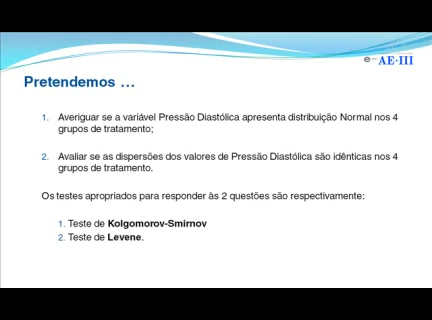 e-AE-III
Pretendemos ...
1. Averiguar se a variável Pressão Diastólica apresenta distribuição Normal nos 4
grupos de tratamento;
2. Avaliar se as dispersões dos valores de Pressão Diastólica são idênticas nos 4
grupos de tratamento.
Os testes apropriados para responder às 2 questões são respectivamente:
1. Teste de Kolgomorov-Smirnov
2. Teste de Levene.